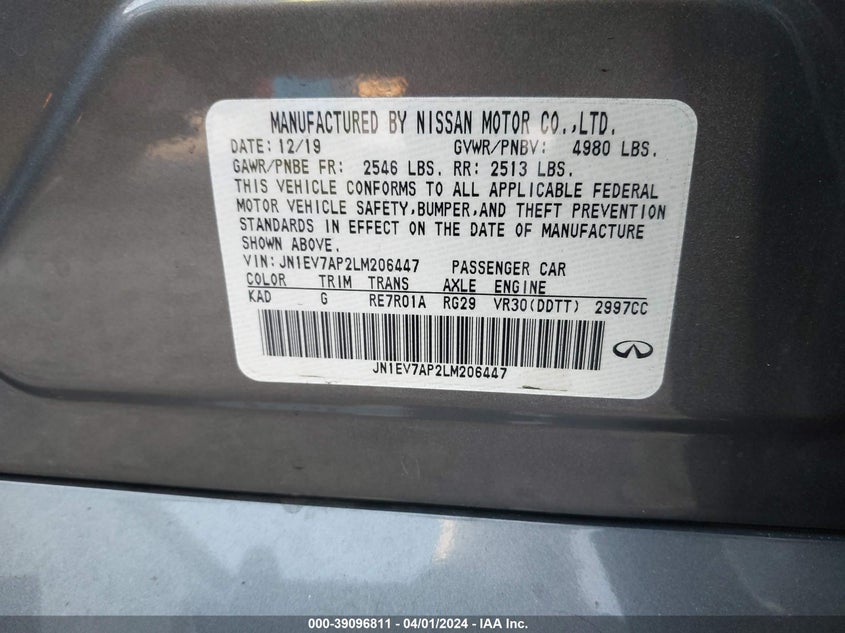 MANUFACTURED BY NISSAN MOTOR CO.,LTD.
DATE: 12/19 GVWR/PNBV: 4980 LBS.
GAWR/PNBE FR: 2546 LBS. RR: 2513 LBS.
THIS VEHICLE CONFORMS TO ALL APPLICABLE FEDERAL
MOTOR VEHICLE SAFETY,BUMPER,AND THEFT PREVENTION
STANDARDS IN EFFECT ON THE DATE OF MANUFACTURE
SHOWN ABOVE.
VIN:JN1EV7AP2LM206447 PASSENGER CAR
COLOR TRIM TRANS AXLE ENGINE
KAD G RE7R01A RG29 VR30(DDTT) 2997CC
JN1EV7AP2LM206447
000-39096811 - 04/01/2024 - IAA Inc.